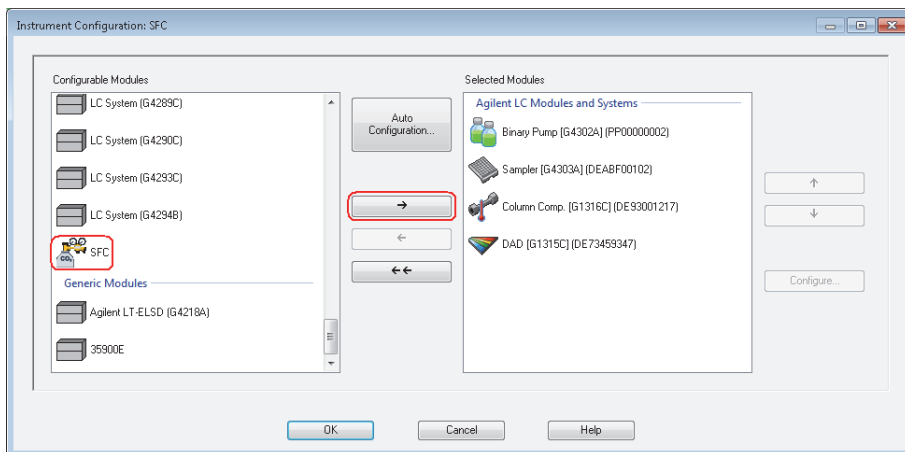 Instrument Configuration: SFC
Configurable Modules
LC System (G4289C)
LC System (G4290C)
LC System (G4293C)
LC System (G4294B)
CO₂
SFC
Generic Modules
Agilent LT-ELSD (G4218A)
35900E
Auto
Configuration...
→
←
←←
Selected Modules
Agilent LC Modules and Systems
Binary Pump [G4302A] (PP00000002)
Sampler [G4303A] (DEABF00102)
Column Comp. [G1316C] (DE93001217)
DAD [G1315C] (DE73459347)
↑
↓
Configure...
OK
Cancel
Help